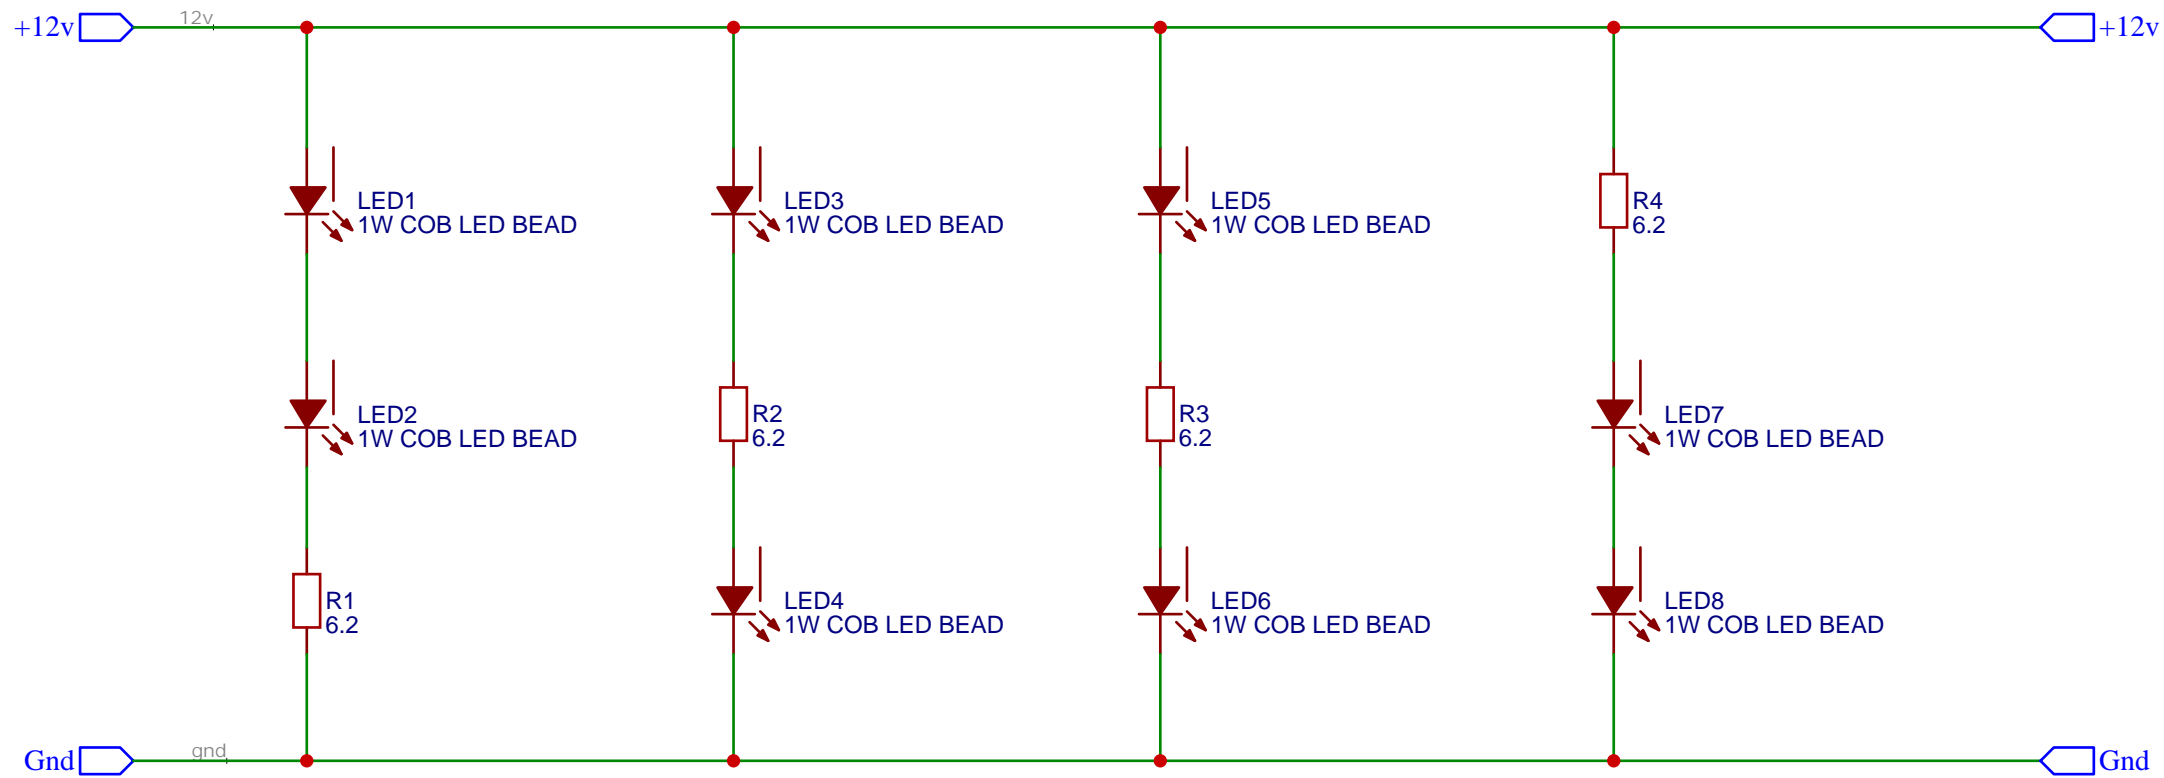 +12v
12v
+12v
LED1
1W COB LED BEAD
LED3
1W COB LED BEAD
LED5
1W COB LED BEAD
R4
6.2
LED2
1W COB LED BEAD
R2
6.2
R3
6.2
LED7
1W COB LED BEAD
R1
6.2
LED4
1W COB LED BEAD
LED6
1W COB LED BEAD
LED8
1W COB LED BEAD
Gnd
gnd
Gnd